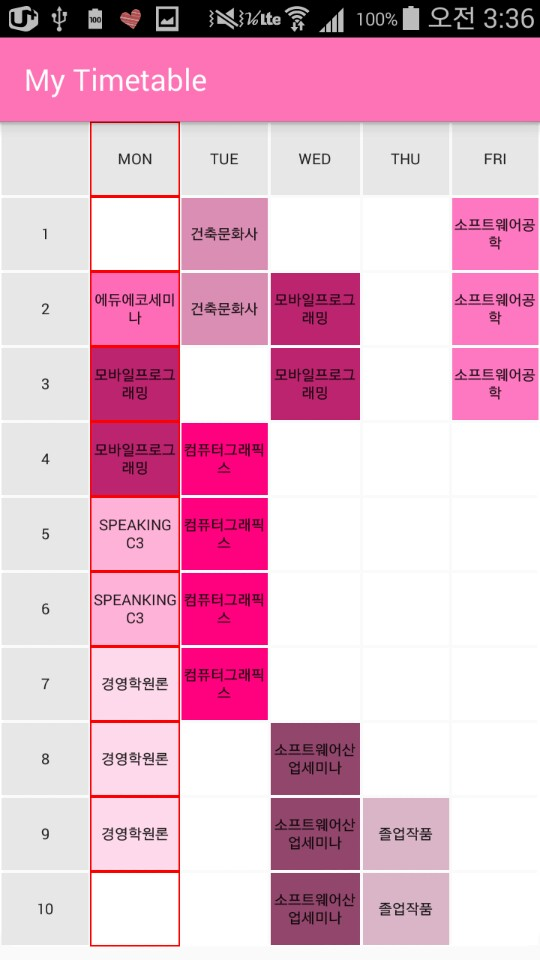 100% 오전 3:36
My Timetable
MON TUE WED THU FRI
1 건축문화사 소프트웨어공
학
2 에듀에코세미
나 건축문화사 모바일프로그
래밍 소프트웨어공
학
3 모바일프로그
래밍 모바일프로그
래밍 소프트웨어공
학
4 모바일프로그
래밍 컴퓨터그래픽
스
5 SPEAKING
C3 컴퓨터그래픽
스
6 SPEANKING
C3 컴퓨터그래픽
스
7 경영학원론 컴퓨터그래픽
스
8 경영학원론 소프트웨어산
업세미나
9 경영학원론 소프트웨어산
업세미나 졸업작품
10 소프트웨어산
업세미나 졸업작품